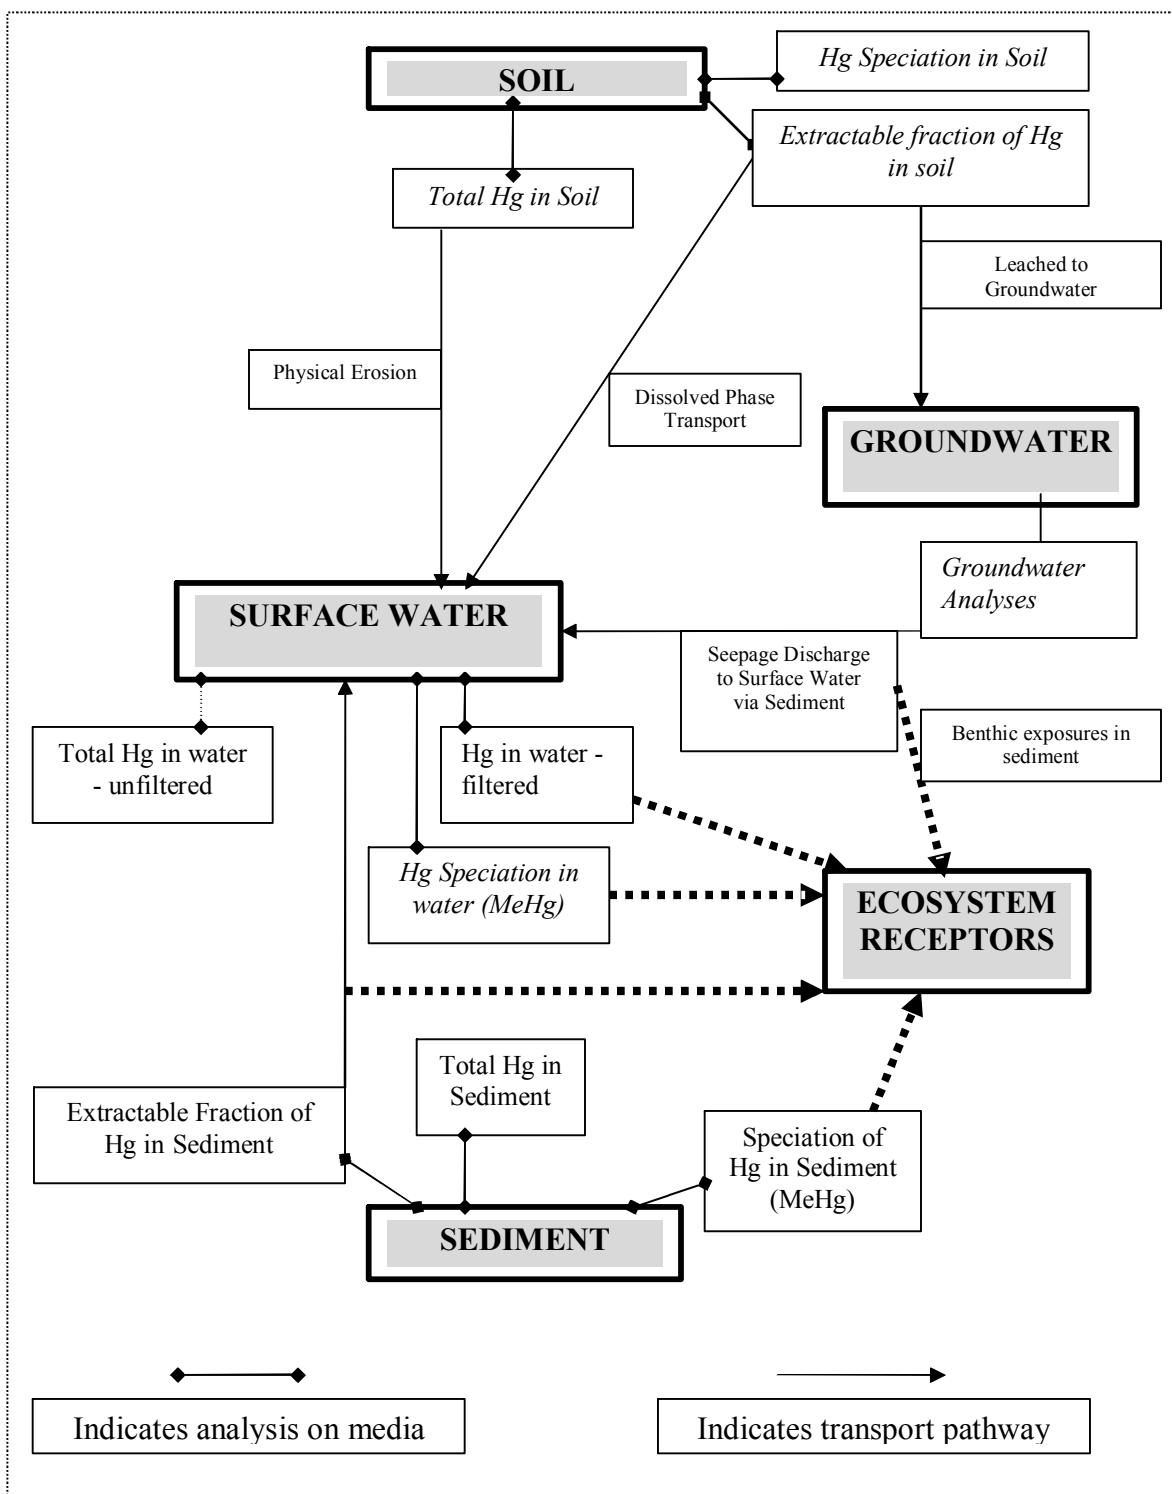 Hg Speciation in Soil
SOIL
Extractable fraction of Hg
in soil
Total Hg in Soil
Leached to
Groundwater
Physical Erosion
Dissolved Phase
Transport
GROUNDWATER
Groundwater
Analyses
SURFACE WATER
Seepage Discharge
to Surface Water
via Sediment
Benthic exposures in
sediment
Total Hg in water
- unfiltered
Hg in water -
filtered
Hg Speciation in
water (MeHg)
ECOSYSTEM
RECEPTORS
Total Hg in
Sediment
Extractable Fraction of
Hg in Sediment
Speciation of
Hg in Sediment
(MeHg)
SEDIMENT
Indicates analysis on media
Indicates transport pathway